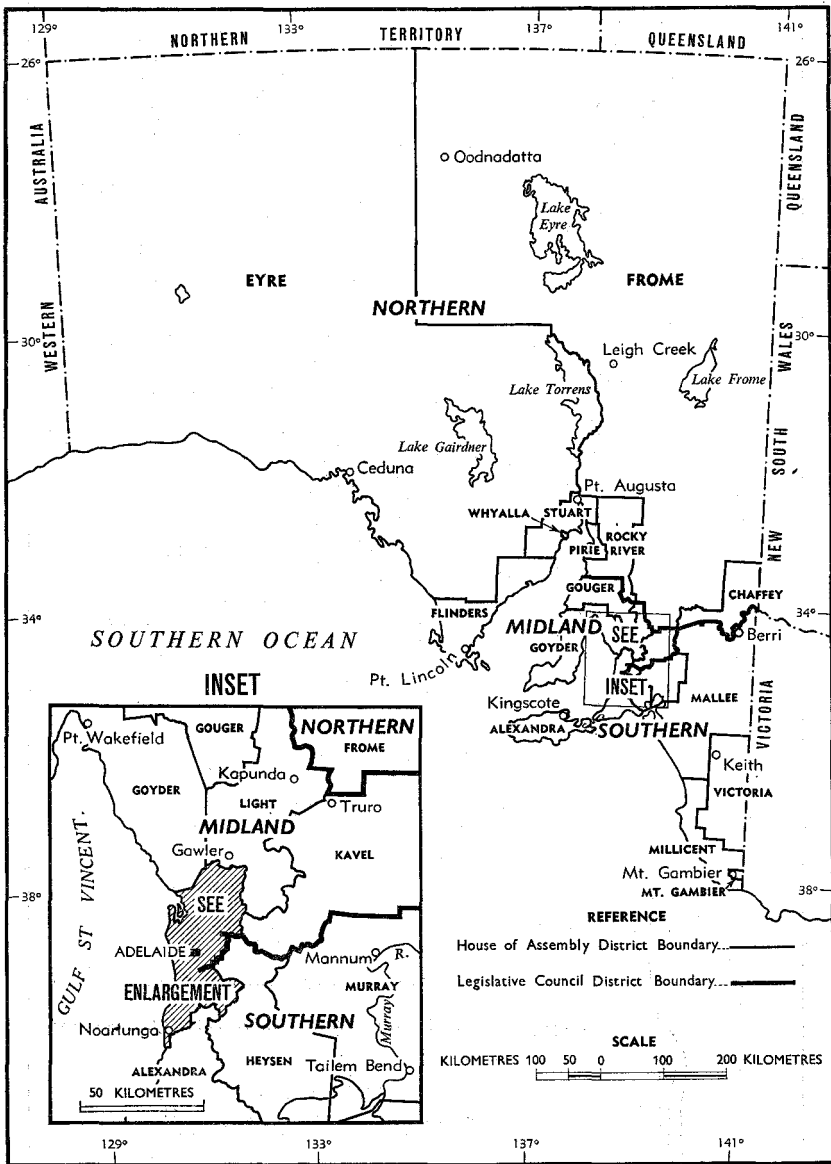 129° 133° 137° 141°
NORTHERN TERRITORY QUEENSLAND
26° 26°
AUSTRALIA
WESTERN
QUEENSLAND
Oodnadatta
Lake
Eyre
EYRE
FROME
NORTHERN
30° 30°
Leigh Creek
Lake Torrens
Lake Frome
Lake Gairdner
NEW SOUTH WALES
Ceduna
Pt. Augusta
WHYALLA
STUART
PIRIE
ROCKY
RIVER
GOUGER
CHAFFEY
34° 34°
FLINDERS
MIDLAND
SEE
Berri
SOUTHERN OCEAN
GOYDER
Pt. Lincoln
INSET
MALLEE
VICTORIA
Kingscote
ALEXANDRA
SOUTHERN
Keith
VICTORIA
MILLICENT
Mt. Gambier
MT. GAMBIER
38° 38°
INSET
GOUGER
NORTHERN
FROME
Pt. Wakefield
Kapunda
GOYDER
LIGHT
Truro
MIDLAND
Gawler
KAVEL
GULF ST VINCENT.
SEE
ADELAIDE
Mannum
R.
ENLARGEMENT
MURRAY
Murray
SOUTHERN
Noarlunga
HEYSEN
ALEXANDRA
Tailem Bend
50 KILOMETRES
REFERENCE
House of Assembly District Boundary
Legislative Council District Boundary
SCALE
KILOMETRES 100 50 0 100 200 KILOMETRES
129° 133° 137° 141°